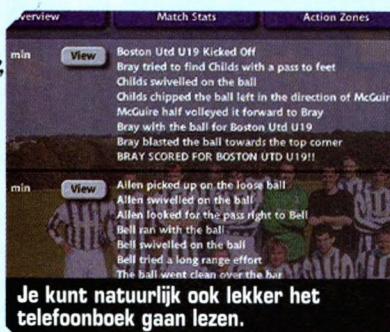 verview Match Stats Action Zones
min View Boston Utd U19 Kicked Off
Bray tried to find Childs with a pass to feet
Childs swivelled on the ball
Childs chipped the ball left in the direction of McGuir
McGuire half volleyed it forward to Bray
Bray with the ball for Boston Utd U19
Bray blasted the ball towards the top corner
BRAY SCORED FOR BOSTON UTD U19!!
min View Allen picked up on the loose ball
Allen swivelled on the ball
Allen looked for the pass right to Bell
Bell ran with the ball
Bell swivelled on the ball
Bell tried a long range effort
The ball went clean over the bar
Je kunt natuurlijk ook lekker het
telefoonboek gaan lezen.